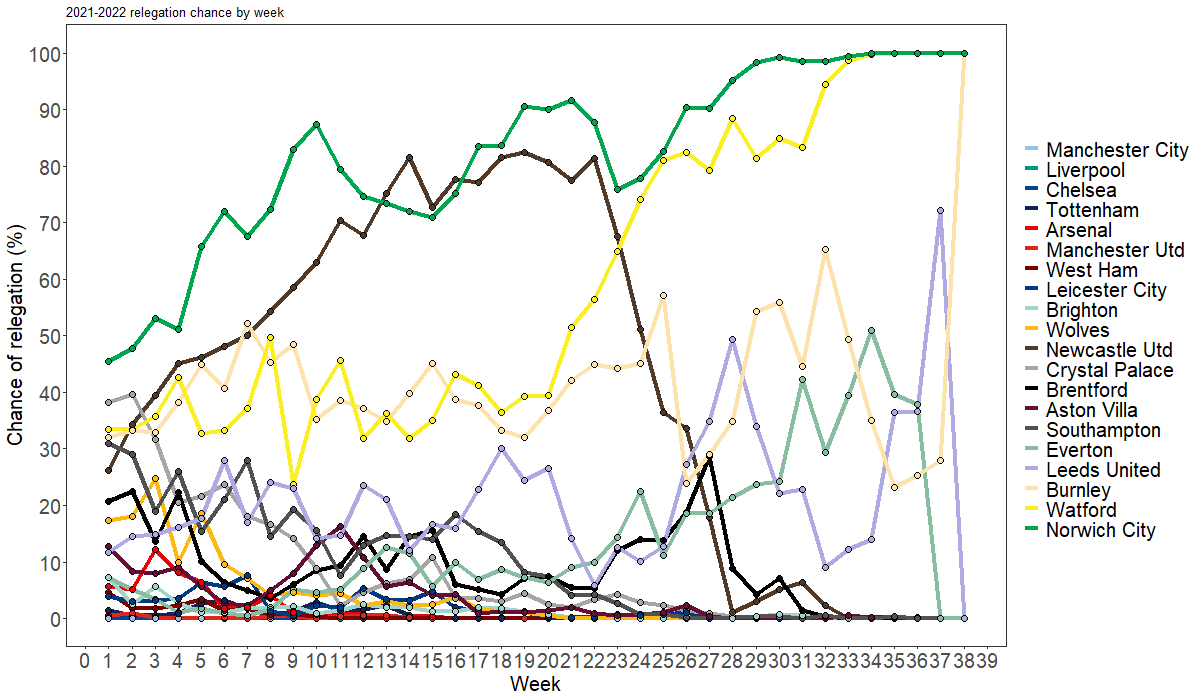 2021-2022 relegation chance by week
Chance of relegation (%)
100
90
80
70
60
50
40
30
20
10
0
0 1 2 3 4 5 6 7 8 9 10 11 12 13 14 15 16 17 18 19 20 21 22 23 24 25 26 27 28 29 30 31 32 33 34 35 36 37 38 39
Week
Manchester City
Liverpool
Chelsea
Tottenham
Arsenal
Manchester Utd
West Ham
Leicester City
Brighton
Wolves
Newcastle Utd
Crystal Palace
Brentford
Aston Villa
Southampton
Everton
Leeds United
Burnley
Watford
Norwich City